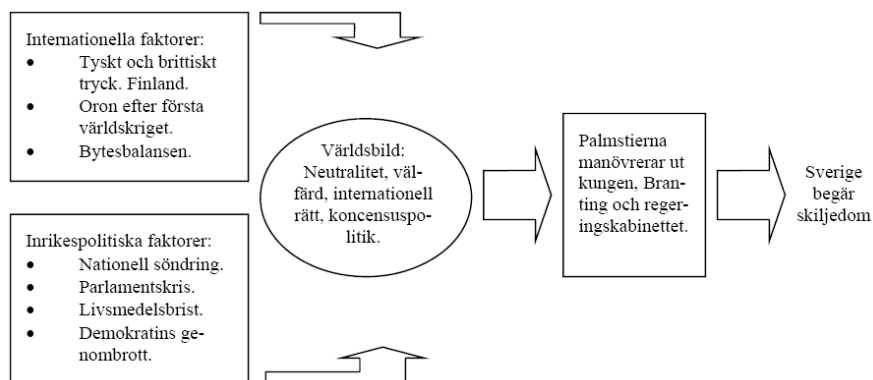 Internationella faktorer:
• Tyskt och brittiskt
tryck. Finland.
• Oron efter första
världskriget.
• Bytesbalansen.
Inrikespolitiska faktorer:
• Nationell söndring.
• Parlamentskris.
• Livsmedelsbrist.
• Demokratins ge-
nombrott.
Världsbild:
Neutralitet, väl-
färd, internationell
rätt, koncensuspo-
litik.
Palmstierna
manövrerar ut
kungen, Bran-
ting och reger-
ingskabinettet.
Sverige
begär
skiljedom